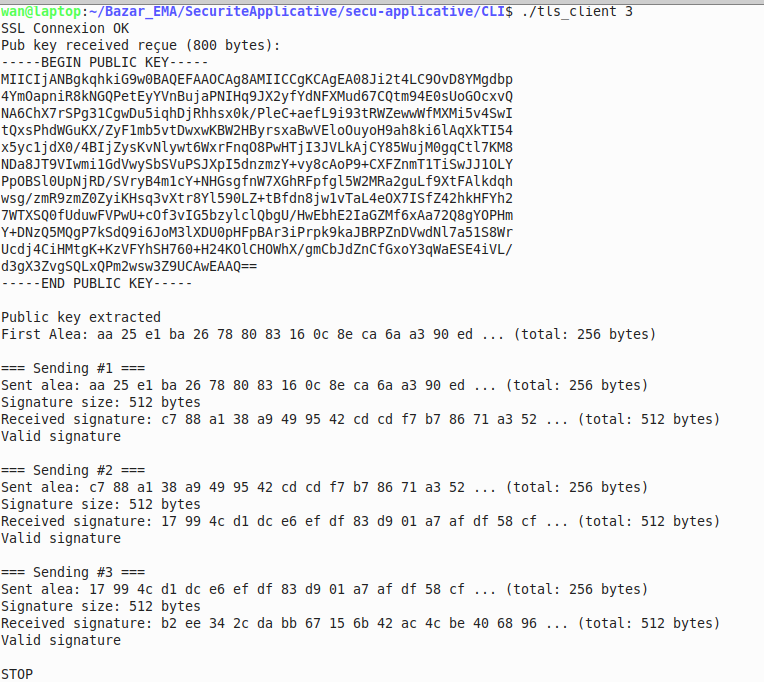 wan@laptop:~/Bazar_EMA/SecuriteApplicative/secu-applicative/CLI$ ./tls_client 3
SSL Connexion OK
Pub key received reçue (800 bytes):
-----BEGIN PUBLIC KEY-----
MIICIjANBgkqhkiG9w0BAQEFAAOCAg8AMIICCgKCAgEA08Ji2t4LC9OvD8YMgdbp
4YmOapniR8kNGQPetEyYVnBujaPNIHq9JX2yfYdNFXMud67CQtm94E0sUoGOcxvQ
NA6ChX7rSPg31CgwDu5iqhDjRhhsx0k/PleC+aefL9i93tRWZewwWfMXMi5v4SwI
tQxsPhdWGuKX/ZyF1mb5vtDwxwKBW2HByrsxaBwVEloOuyoH9ah8ki6lAqXkTI54
x5yc1jdX0/4BIjZysKvNlywt6WxrFnqO8PwHTjI3JVLkAjCY85WujM0gqCtl7KM8
NDa8JT9VIwmi1GdVwySbSVuPSJXpI5dnzmzY+vy8cAoP9+CXFZnmT1TiSwJJ1OLY
PpOBSl0UpNjRD/SVryB4m1cY+NHGsgfnW7XGhRFpfgl5W2MRa2guLf9XtFAlkdqh
wsg/zmR9zmZ0ZyiKHsq3vXtr8Yl590LZ+tBfdn8jw1vTaL4eOX7ISfZ42hkHFYh2
7WTXSQ0fUduwFVPwU+cOf3vIG5bzylclQbgU/HwEbhE2IaGZMf6xAa72Q8gYOPHm
Y+DNzQ5MQgP7kSdQ9i6JoM3lXDU0pHFpBAr3iPrpk9kaJBRPZnDVwdNl7a51S8Wr
Ucdj4CiHMtgK+KzVFYhSH760+H24KOlCHOWhX/gmCbJdZnCfGxoY3qWaESE4iVL/
d3gX3ZvgSQLxQPm2wsw3Z9UCAwEAAQ==
-----END PUBLIC KEY-----
Public key extracted
First Alea: aa 25 e1 ba 26 78 80 83 16 0c 8e ca 6a a3 90 ed ... (total: 256 bytes)
=== Sending #1 ===
Sent alea: aa 25 e1 ba 26 78 80 83 16 0c 8e ca 6a a3 90 ed ... (total: 256 bytes)
Signature size: 512 bytes
Received signature: c7 88 a1 38 a9 49 95 42 cd cd f7 b7 86 71 a3 52 ... (total: 512 bytes)
Valid signature
=== Sending #2 ===
Sent alea: c7 88 a1 38 a9 49 95 42 cd cd f7 b7 86 71 a3 52 ... (total: 256 bytes)
Signature size: 512 bytes
Received signature: 17 99 4c d1 dc e6 ef df 83 d9 01 a7 af df 58 cf ... (total: 512 bytes)
Valid signature
=== Sending #3 ===
Sent alea: 17 99 4c d1 dc e6 ef df 83 d9 01 a7 af df 58 cf ... (total: 256 bytes)
Signature size: 512 bytes
Received signature: b2 ee 34 2c da bb 67 15 6b 42 ac 4c be 40 68 96 ... (total: 512 bytes)
Valid signature
STOP